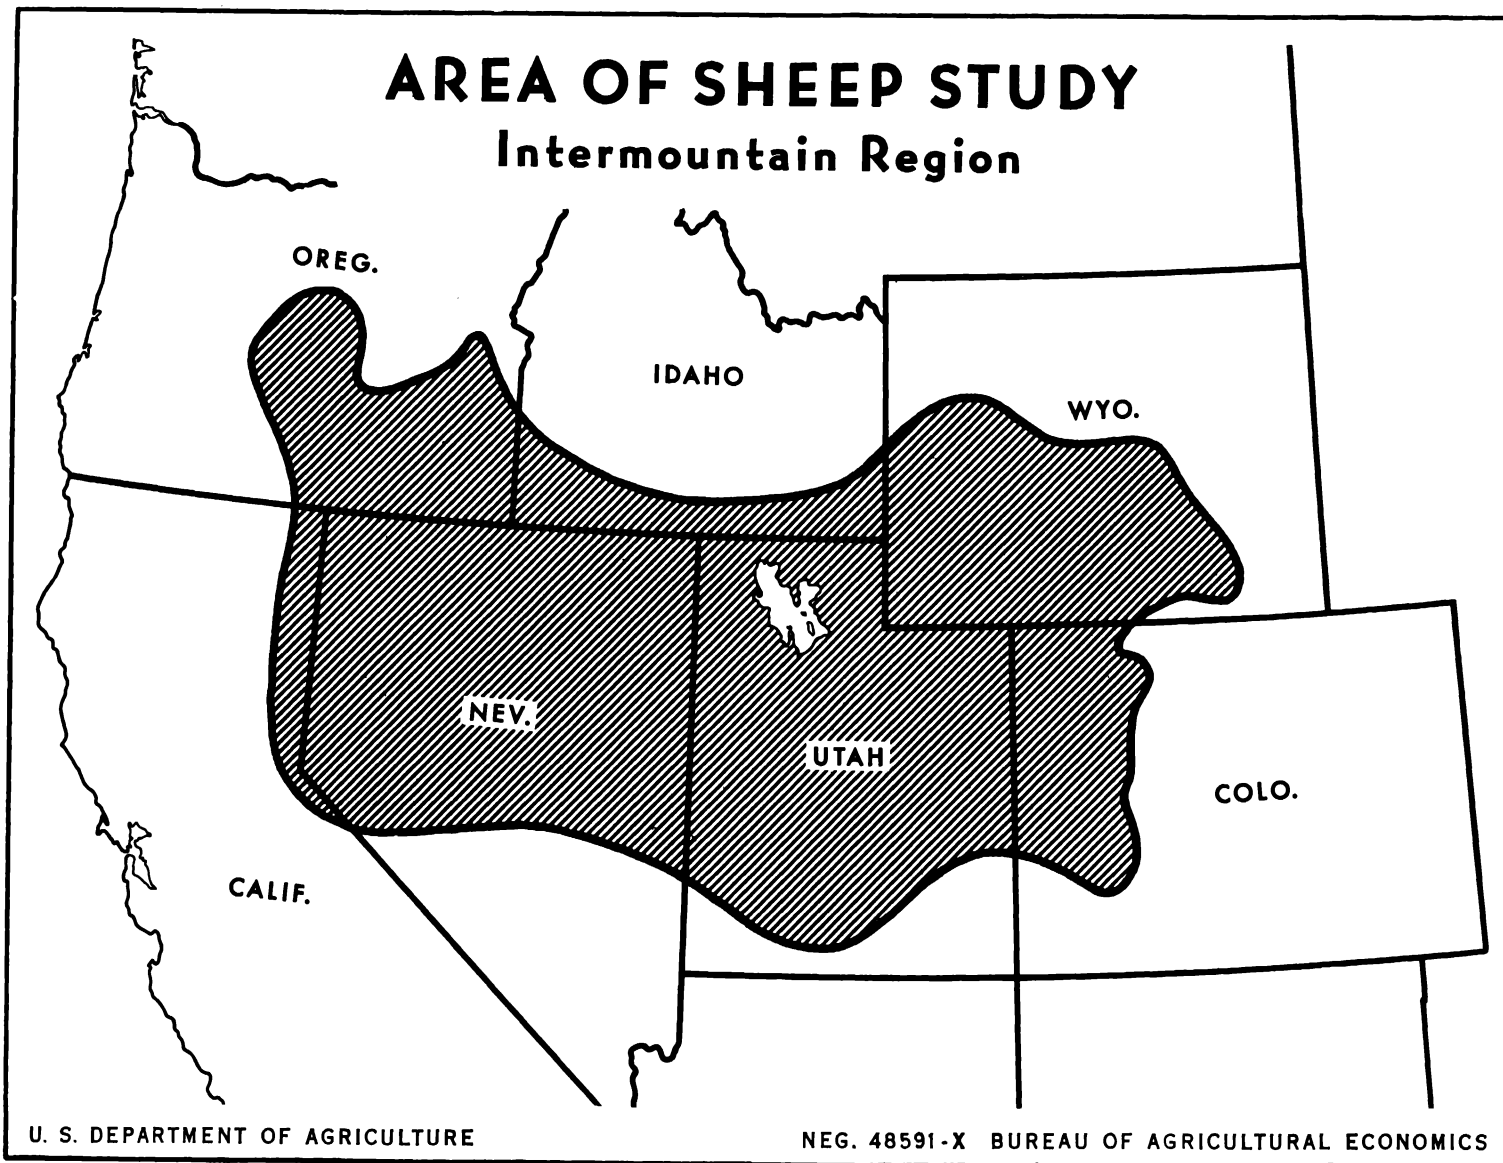 AREA OF SHEEP STUDY
Intermountain Region
OREG.
IDAHO
WYO.
NEV.
UTAH
COLO.
CALIF.
U. S. DEPARTMENT OF AGRICULTURE
NEG. 48591-X BUREAU OF AGRICULTURAL ECONOMICS